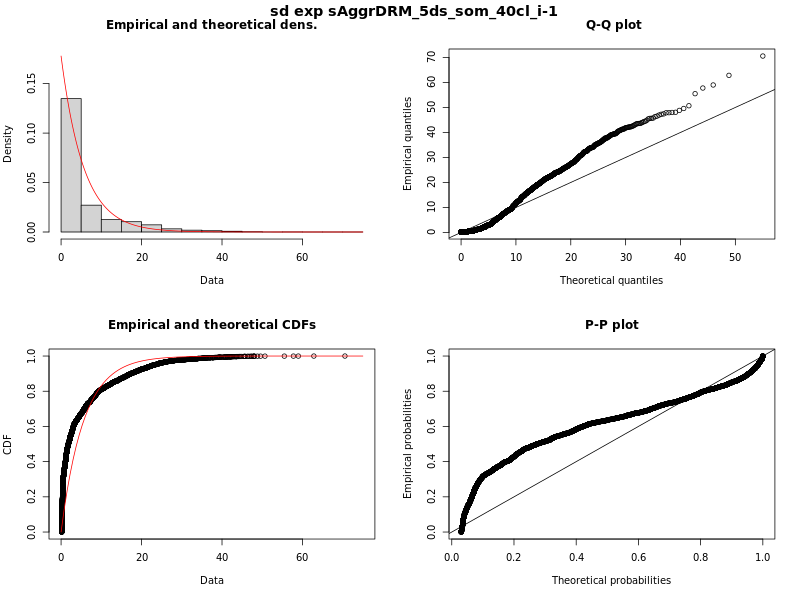 sd exp sAggrDRM_5ds_som_40cl_i-1
Empirical and theoretical dens.
Density
0.00 0.05 0.10 0.15
0 20 40 60
Data
Q-Q plot
Empirical quantiles
0 10 20 30 40 50 60 70
0 10 20 30 40 50
Theoretical quantiles
Empirical and theoretical CDFs
CDF
0.0 0.2 0.4 0.6 0.8 1.0
0 20 40 60
Data
P-P plot
Empirical probabilities
0.0 0.2 0.4 0.6 0.8 1.0
0.0 0.2 0.4 0.6 0.8 1.0
Theoretical probabilities